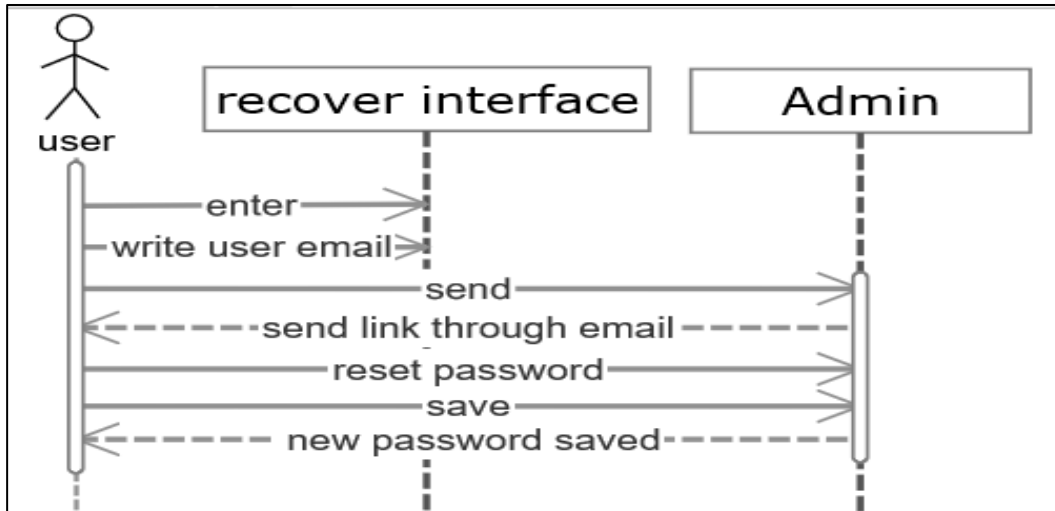 recover interface
Admin
user
enter
write user email
send
send link through email
reset password
save
new password saved